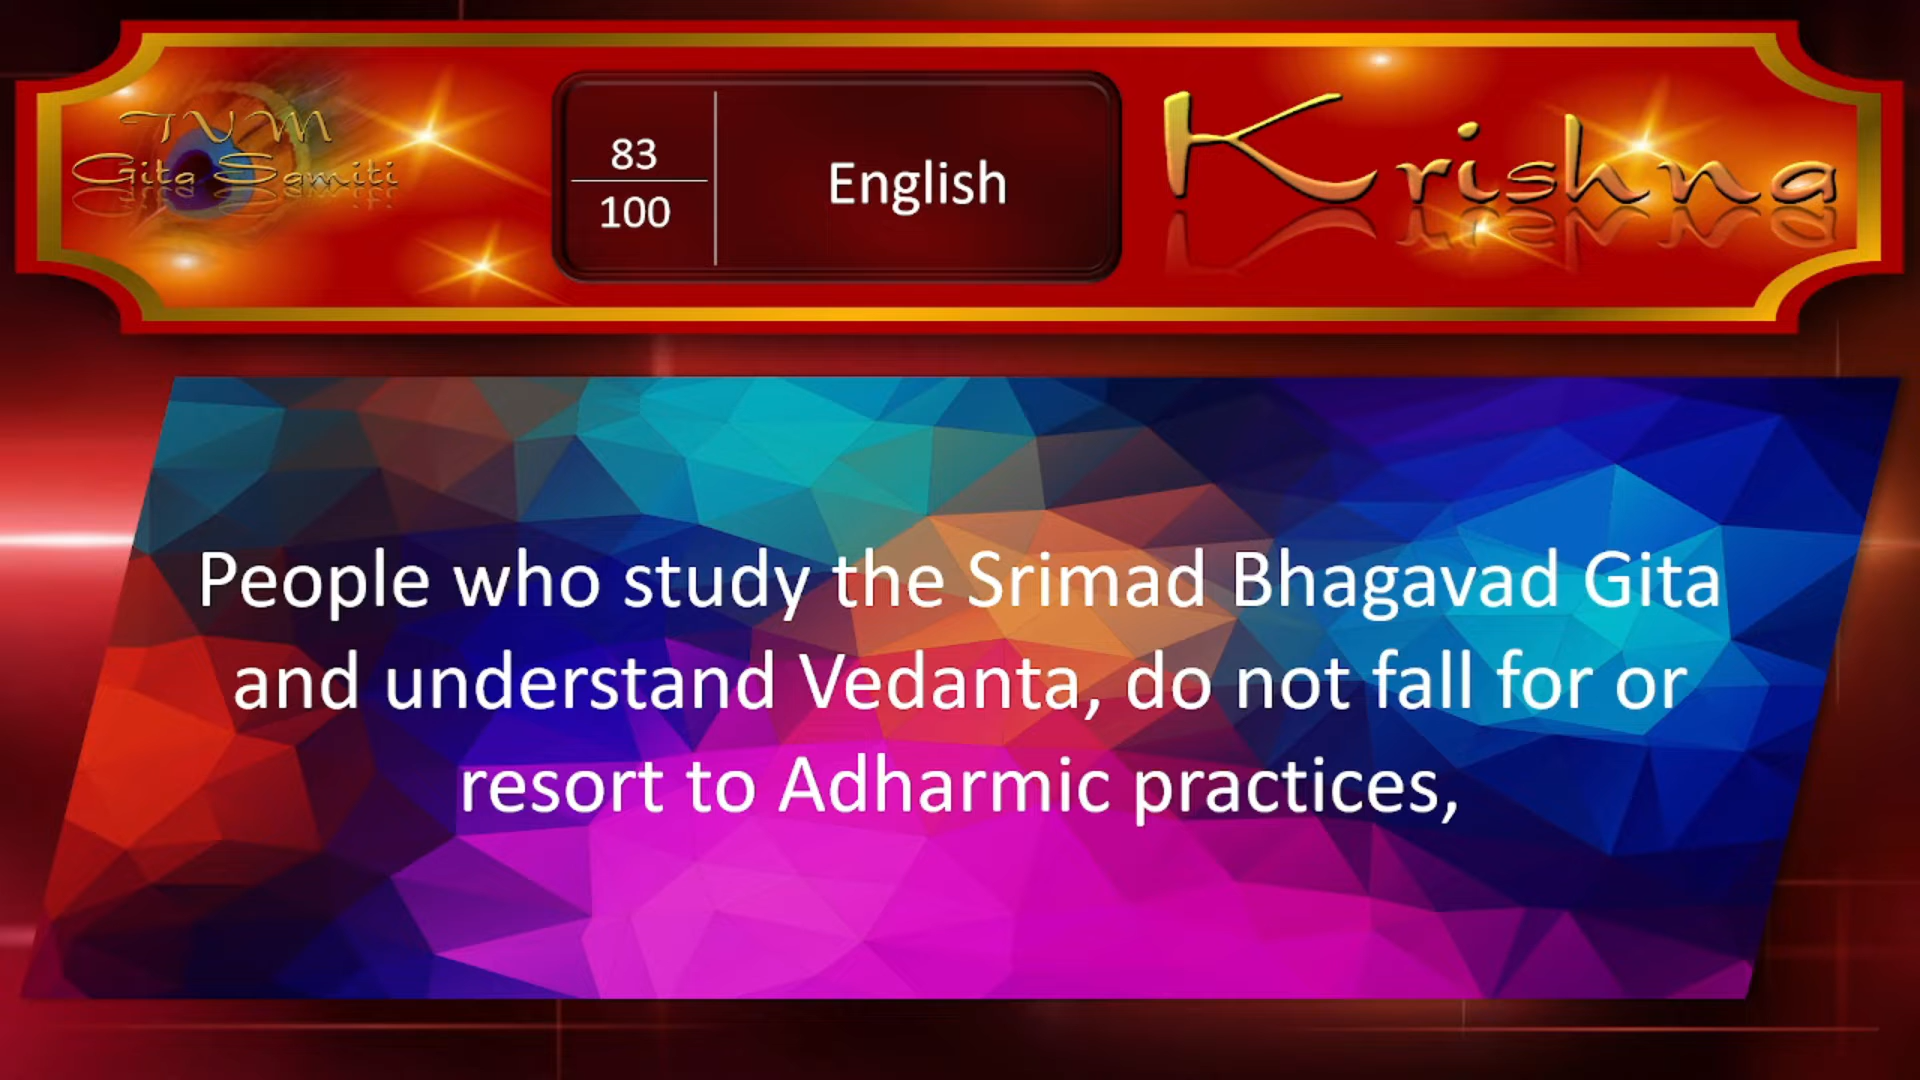 TVM
Gita Samiti
83
100
English
Krishna
People who study the Srimad Bhagavad Gita
and understand Vedanta, do not fall for or
resort to Adharmic practices,